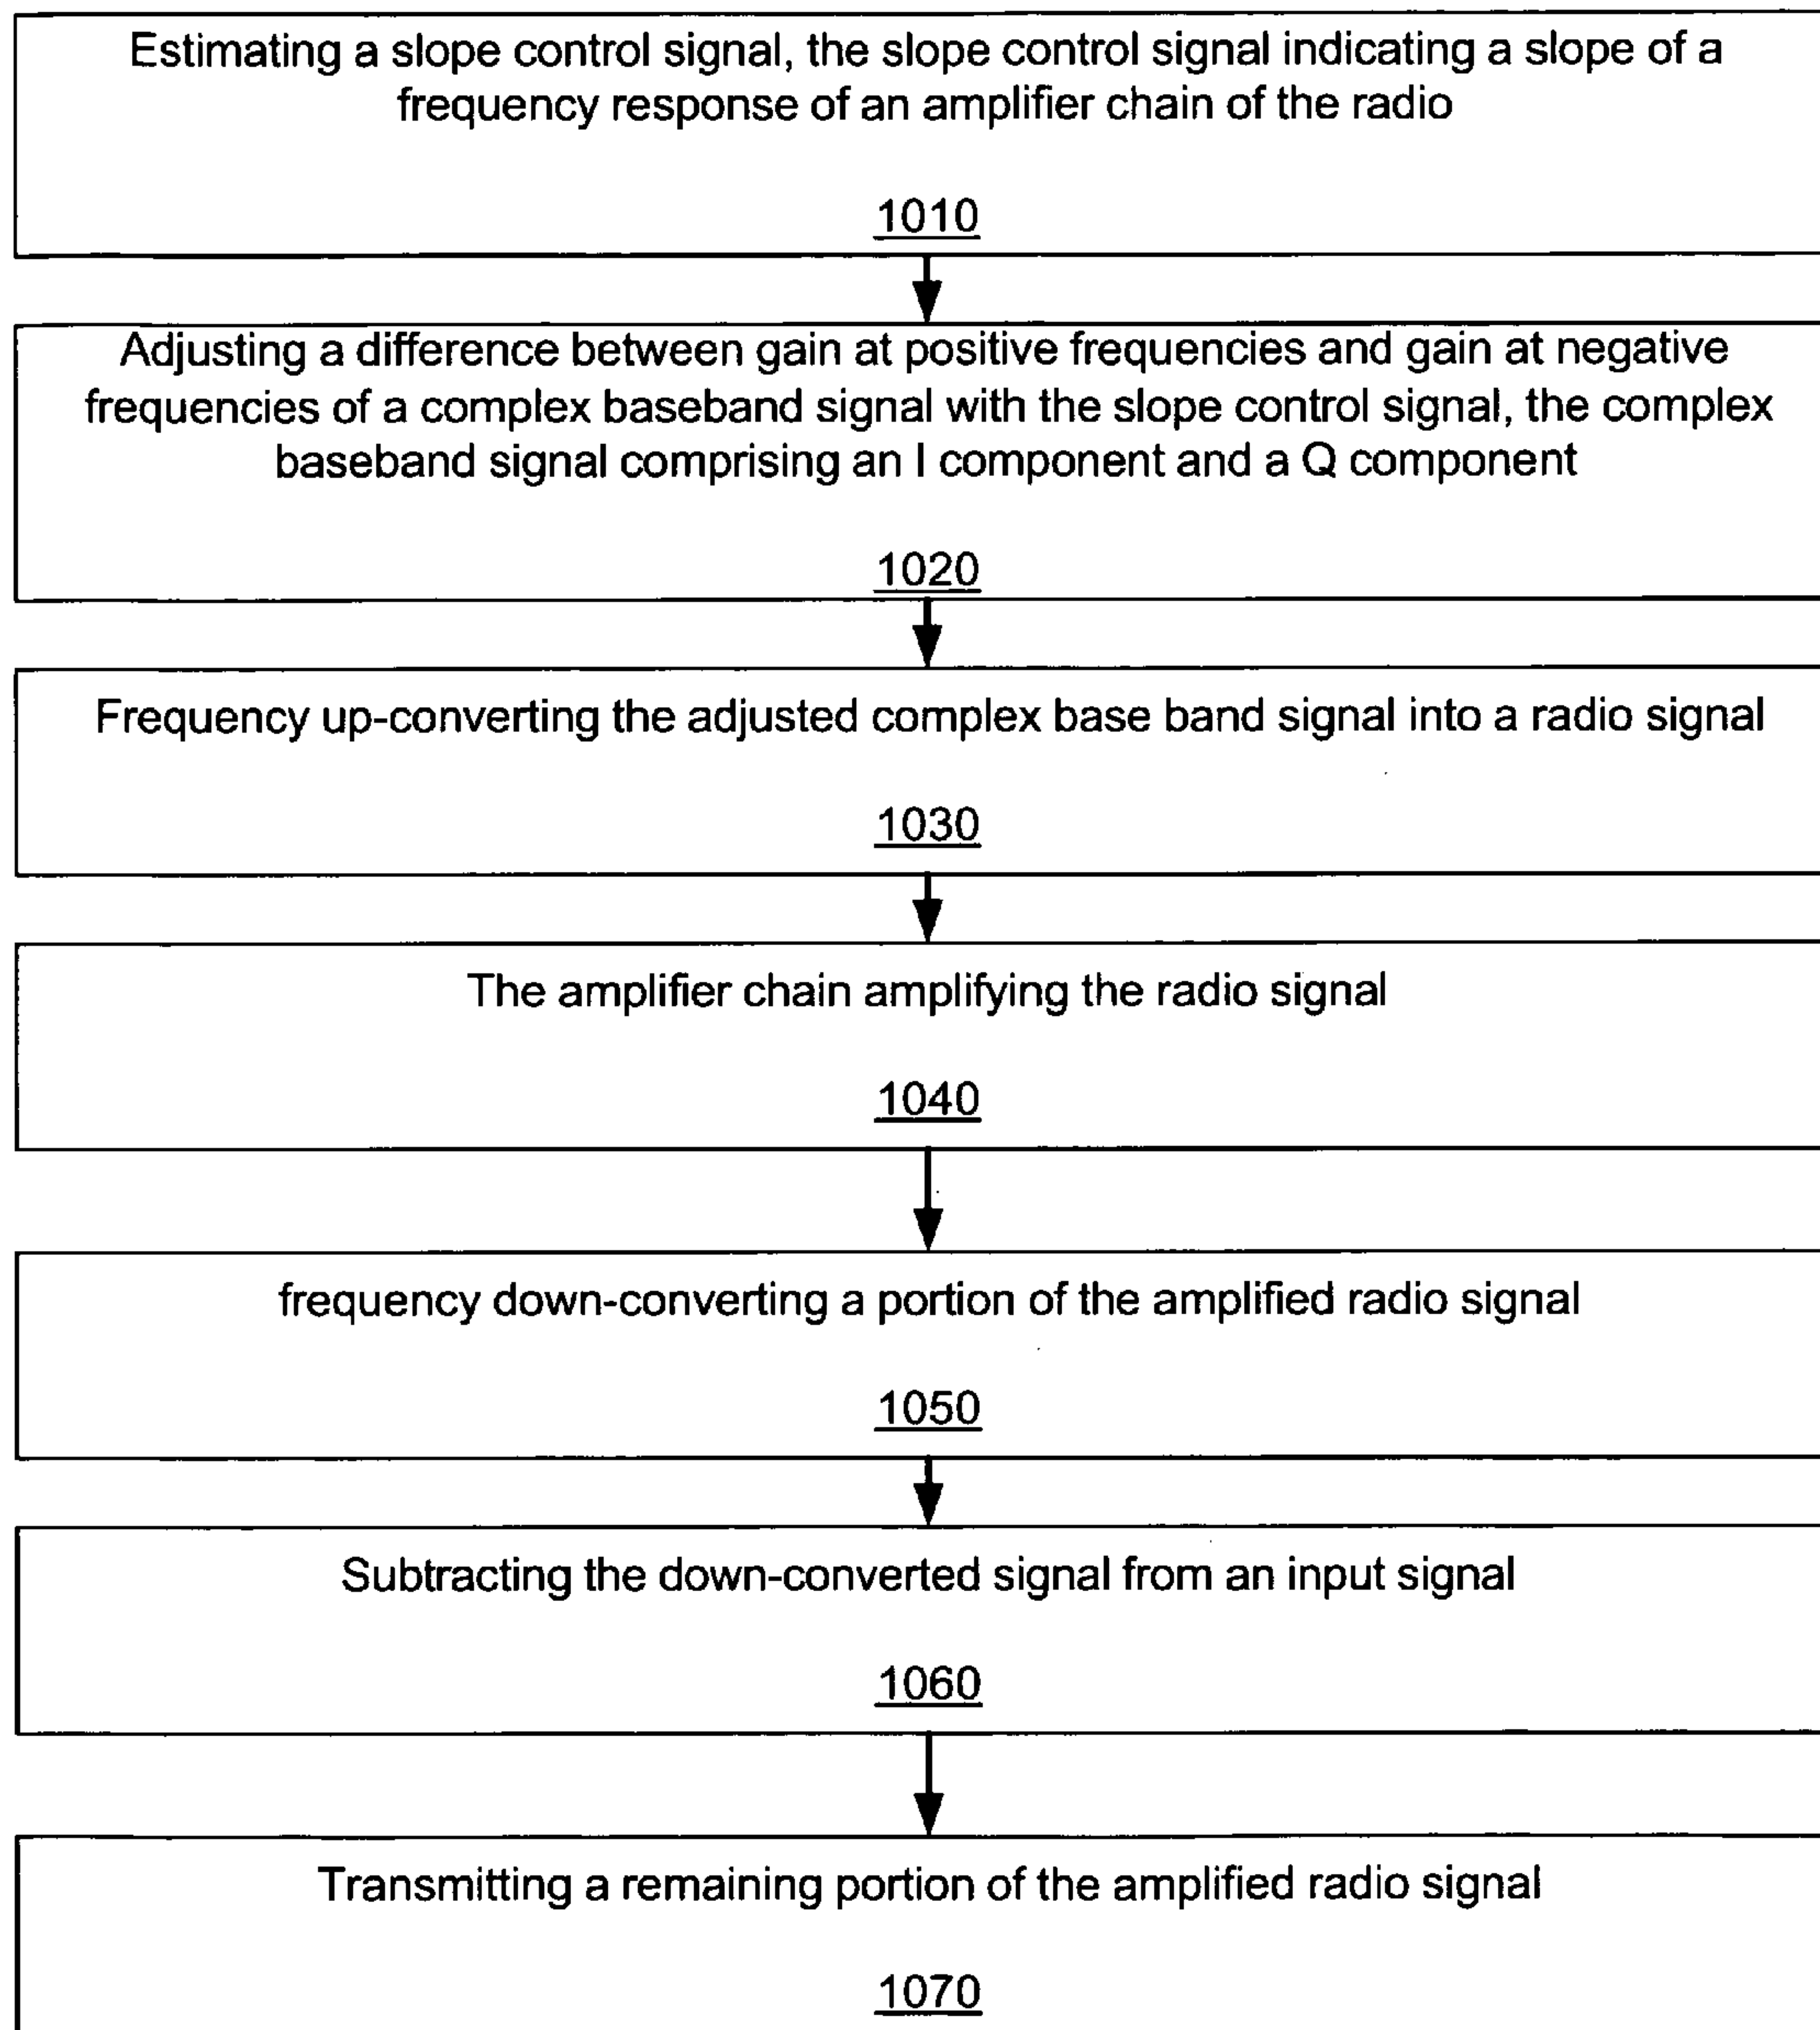 Estimating a slope control signal, the slope control signal indicating a slope of a
frequency response of an amplifier chain of the radio
1010
Adjusting a difference between gain at positive frequencies and gain at negative
frequencies of a complex baseband signal with the slope control signal, the complex
baseband signal comprising an I component and a Q component
1020
Frequency up-converting the adjusted complex base band signal into a radio signal
1030
The amplifier chain amplifying the radio signal
1040
frequency down-converting a portion of the amplified radio signal
1050
Subtracting the down-converted signal from an input signal
1060
Transmitting a remaining portion of the amplified radio signal
1070